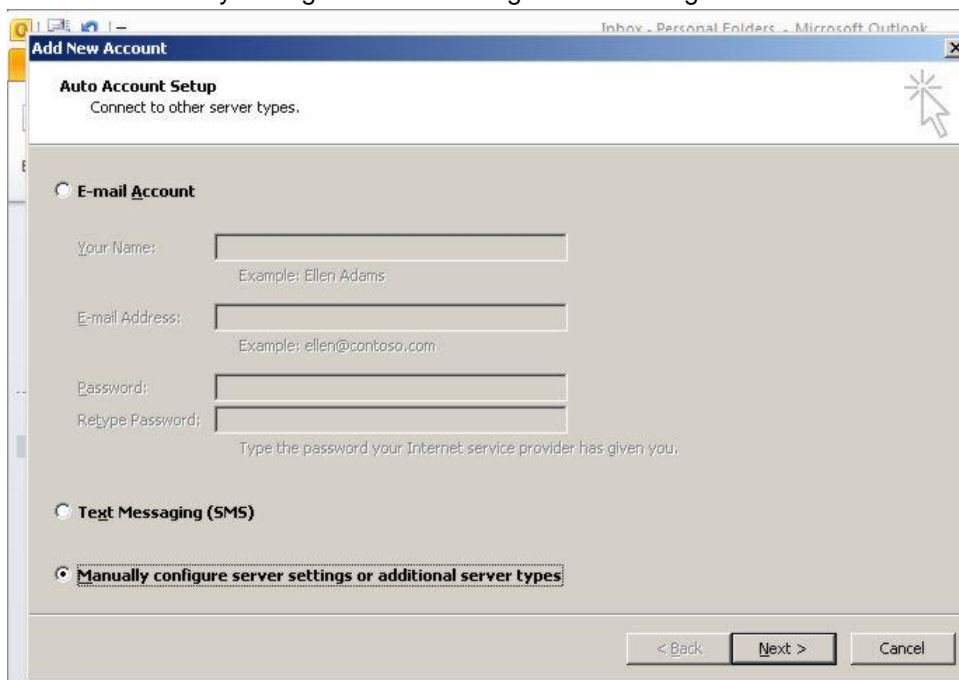 Inbox - Personal Folders - Microsoft Outlook
Add New Account
Auto Account Setup
Connect to other server types.
E-mail Account
Your Name:
Example: Ellen Adams
E-mail Address:
Example: ellen@contoso.com
Password:
Retype Password:
Type the password your Internet service provider has given you.
Text Messaging (SMS)
Manually configure server settings or additional server types
< Back Next > Cancel